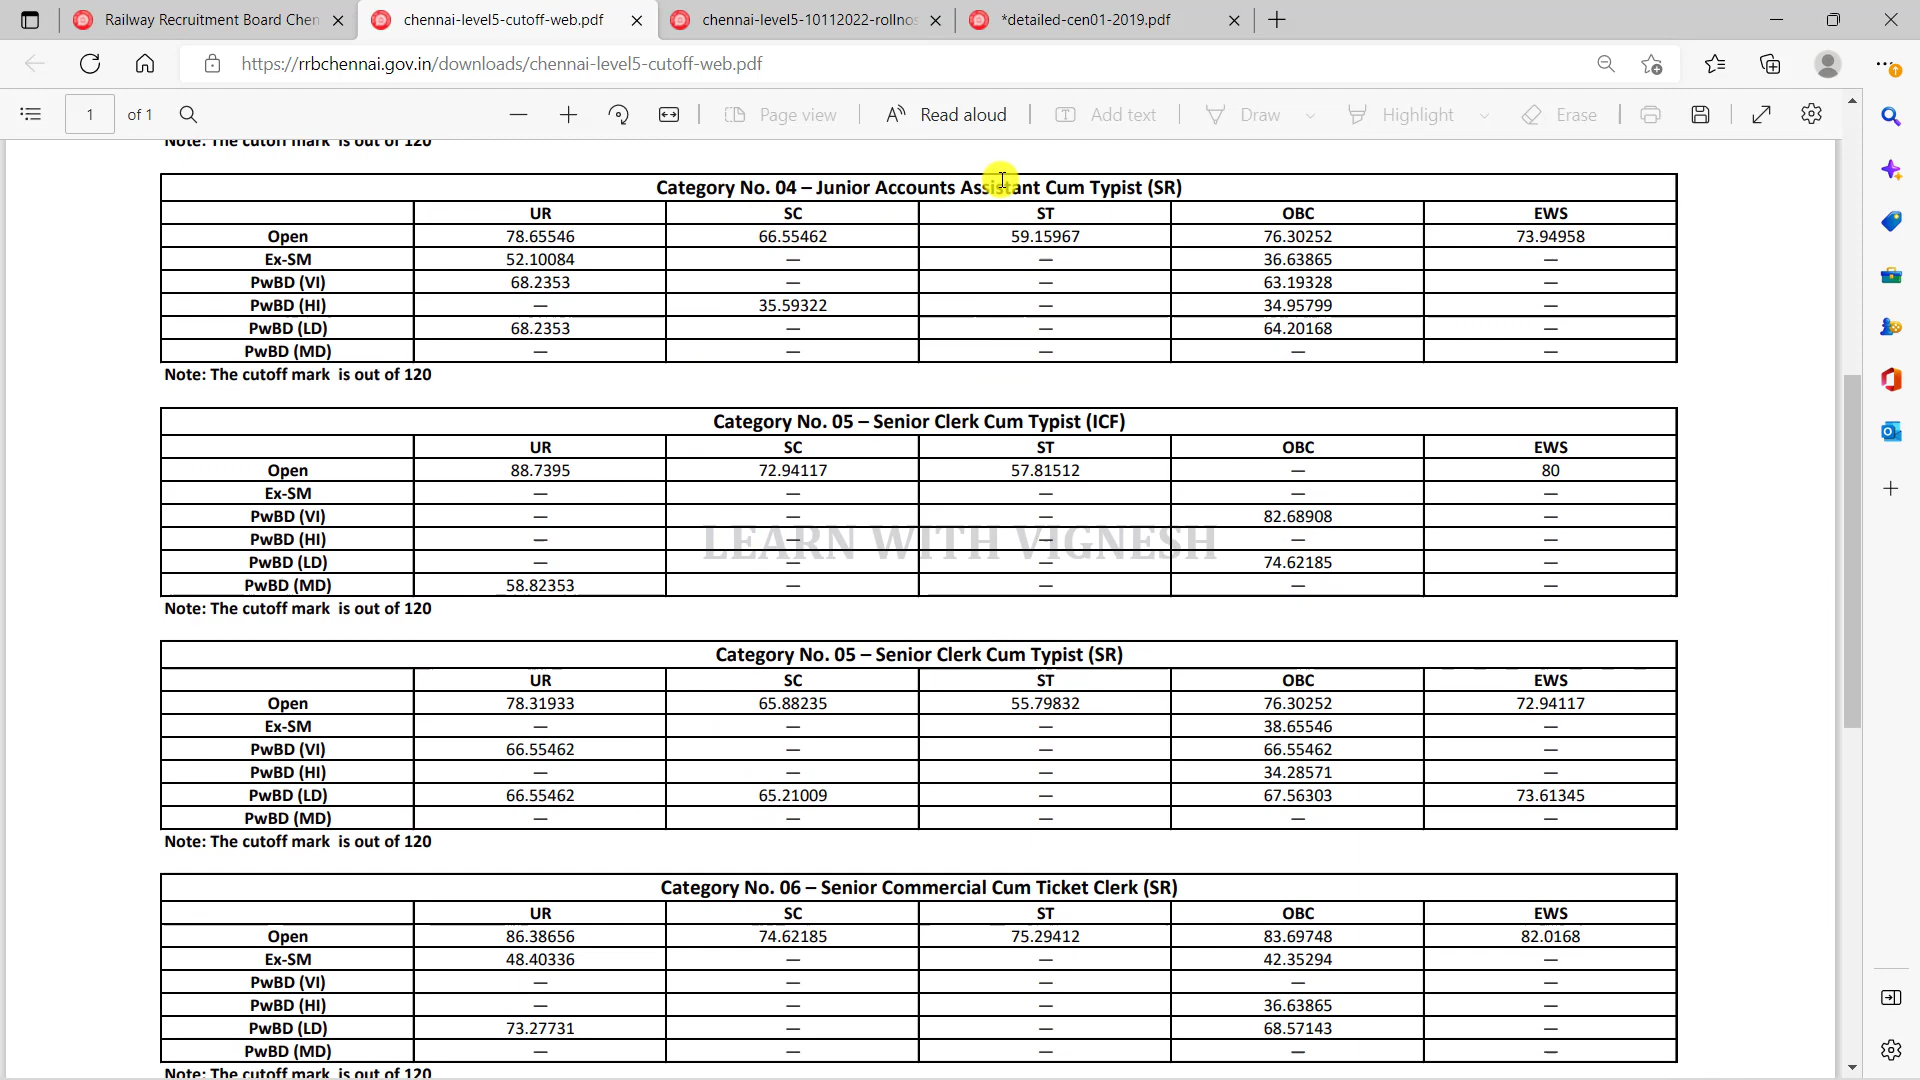 Railway Recruitment Board Chen
chennai-level5-cutoff-web.pdf
chennai-level5-10112022-rollnos
*detailed-cen01-2019.pdf
https://rrbchennai.gov.in/downloads/chennai-level5-cutoff-web.pdf
1 of 1 Page view Read aloud Add text Draw Highlight Erase
Note: The cutoff mark is out of 120
Category No. 04 – Junior Accounts Assistant Cum Typist (SR)
UR SC ST OBC EWS
Open 78.65546 66.55462 59.15967 76.30252 73.94958
Ex-SM 52.10084 — — 36.63865 —
PwBD (VI) 68.2353 — — 63.19328 —
PwBD (HI) — 35.59322 — 34.95799 —
PwBD (LD) 68.2353 — — 64.20168 —
PwBD (MD) — — — — —
Note: The cutoff mark is out of 120
Category No. 05 – Senior Clerk Cum Typist (ICF)
UR SC ST OBC EWS
Open 88.7395 72.94117 57.81512 — 80
Ex-SM — — — — —
PwBD (VI) — — — 82.68908 —
PwBD (HI) — — — — —
LEARN WITH VIGNESH
PwBD (LD) — — — 74.62185 —
PwBD (MD) 58.82353 — — — —
Note: The cutoff mark is out of 120
Category No. 05 – Senior Clerk Cum Typist (SR)
UR SC ST OBC EWS
Open 78.31933 65.88235 55.79832 76.30252 72.94117
Ex-SM — — — 38.65546 —
PwBD (VI) 66.55462 — — 66.55462 —
PwBD (HI) — — — 34.28571 —
PwBD (LD) 66.55462 65.21009 — 67.56303 73.61345
PwBD (MD) — — — — —
Note: The cutoff mark is out of 120
Category No. 06 – Senior Commercial Cum Ticket Clerk (SR)
UR SC ST OBC EWS
Open 86.38656 74.62185 75.29412 83.69748 82.0168
Ex-SM 48.40336 — — 42.35294 —
PwBD (VI) — — — — —
PwBD (HI) — — — 36.63865 —
PwBD (LD) 73.27731 — — 68.57143 —
PwBD (MD) — — — — —
Note: The cutoff mark is out of 120